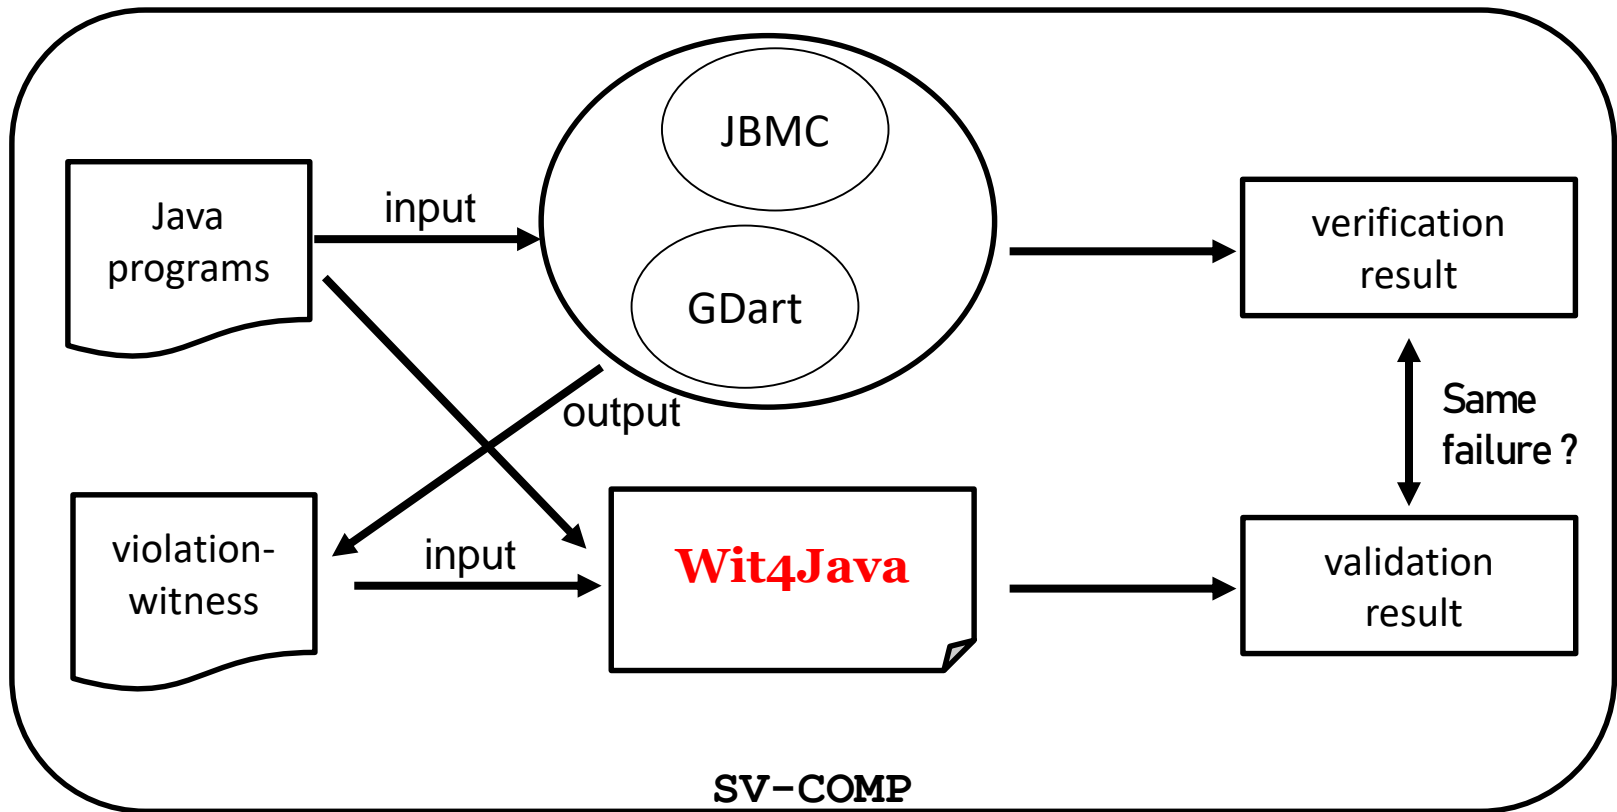 JBMC
GDart
Java
programs
input
verification
result
output
Same
failure ?
violation-
witness
input
Wit4Java
validation
result
SV-COMP